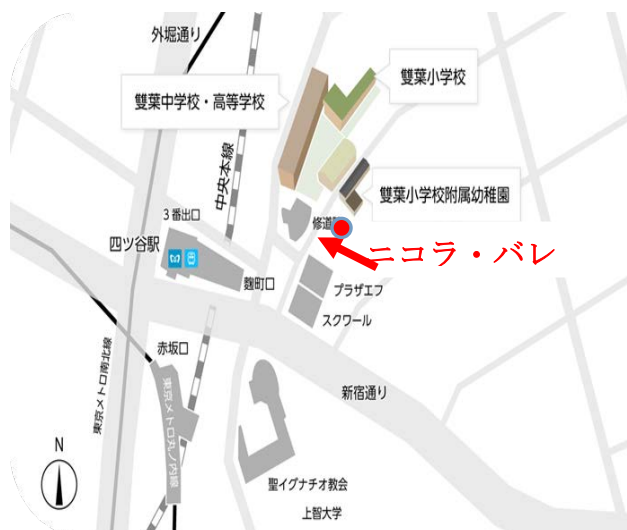 外堀通り
雙葉小学校
雙葉中学校・高等学校
中央本線
雙葉小学校附属幼稚園
3番出口
修道
四ツ谷駅
ニコラ・バレ
麴町口
プラザエフ
スクワール
赤坂口
新宿通り
東京メトロ南北線
東京メトロ丸ノ内線
N
聖イグナチオ教会
上智大学